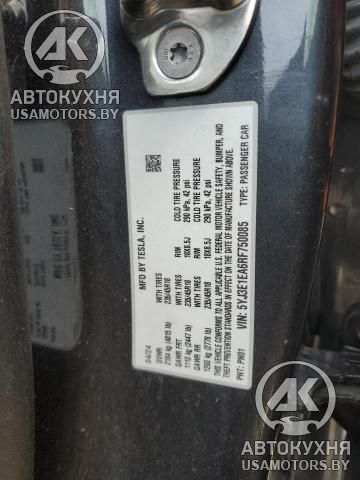 АВТОКУХНЯ
USAMOTORS.BY
MFD BY TESLA, INC.
04/24
GVWR
2184 kg (4815 lb)
GAWR FRT
1110 kg (2447 lb)
WITH TIRES
235/45R18
RIM
18X8.5J
COLD TIRE PRESSURE
290 kPa, 42 psi
GAWR RR
1260 kg (2778 lb)
WITH TIRES
235/45R18
RIM
18X8.5J
COLD TIRE PRESSURE
290 kPa, 42 psi
THIS VEHICLE CONFORMS TO ALL APPLICABLE U.S. FEDERAL MOTOR VEHICLE SAFETY, BUMPER, AND
THEFT PREVENTION STANDARDS IN EFFECT ON THE DATE OF MANUFACTURE SHOWN ABOVE.
VIN: 5YJ3E1EA6RF750085
TYPE: PASSENGER CAR
PNT: PN01
АВТОКУХНЯ
USAMOTORS.BY